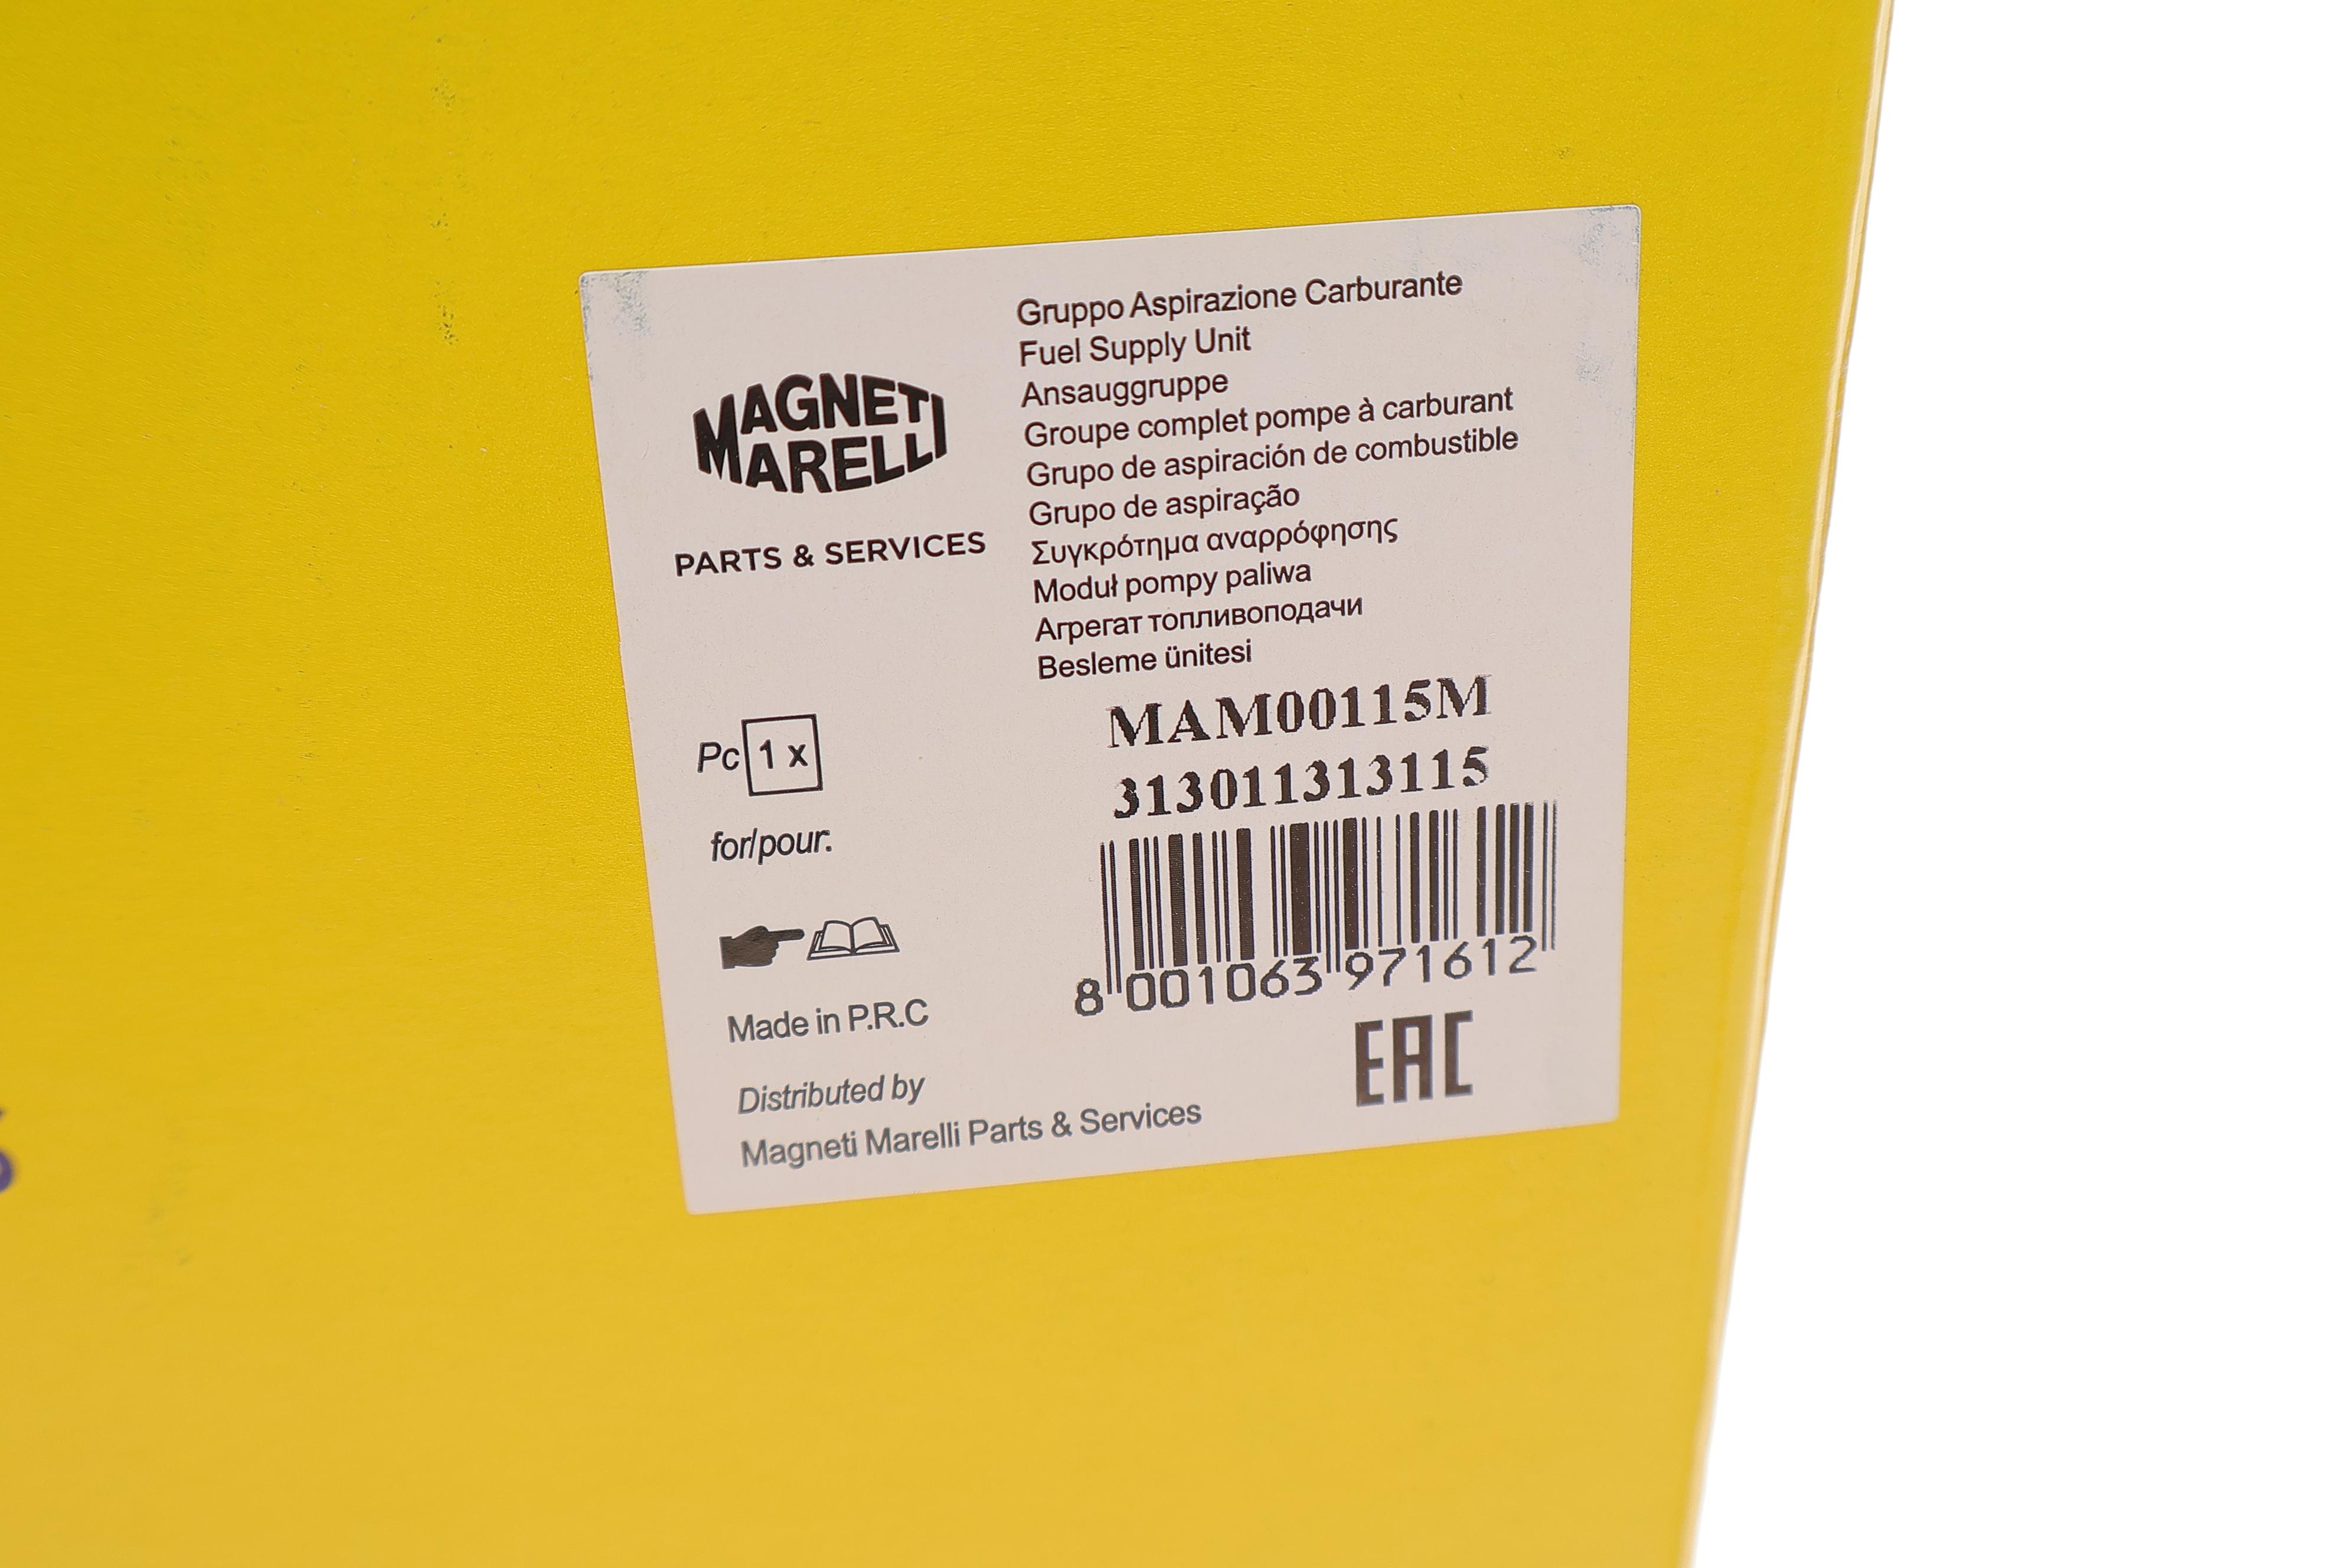 MAGNETI
MARELLI
PARTS & SERVICES
Gruppo Aspirazione Carburante
Fuel Supply Unit
Ansauggruppe
Groupe complet pompe à carburant
Grupo de aspiración de combustible
Grupo de aspiração
Συγκρότημα αναρρόφησης
Moduł pompy paliwa
Агрегат топливоподачи
Besleme ünitesi
MAM00115M
313011313115
8 001063 971612
Pc 1 x
for/pour:
Made in P.R.C
Distributed by
Magneti Marelli Parts & Services
EAC